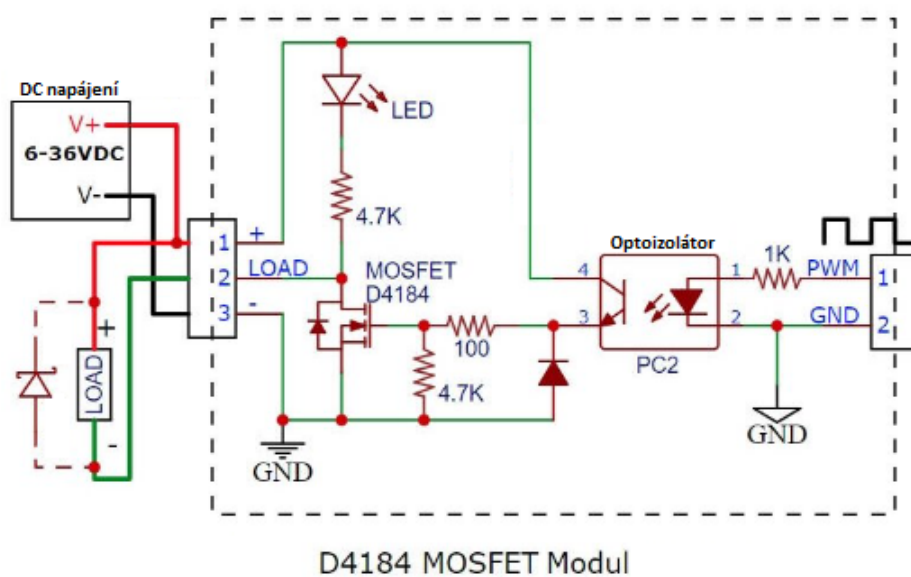 DC napájení
V+
6-36VDC
V-
LED
4.7K
1
+
2
LOAD
3
-
MOSFET
D4184
100
4.7K
GND
Optoizolátor
4
3
1
2
PC2
1K
PWM
1
GND
2
GND
+
LOAD
-
D4184 MOSFET Modul